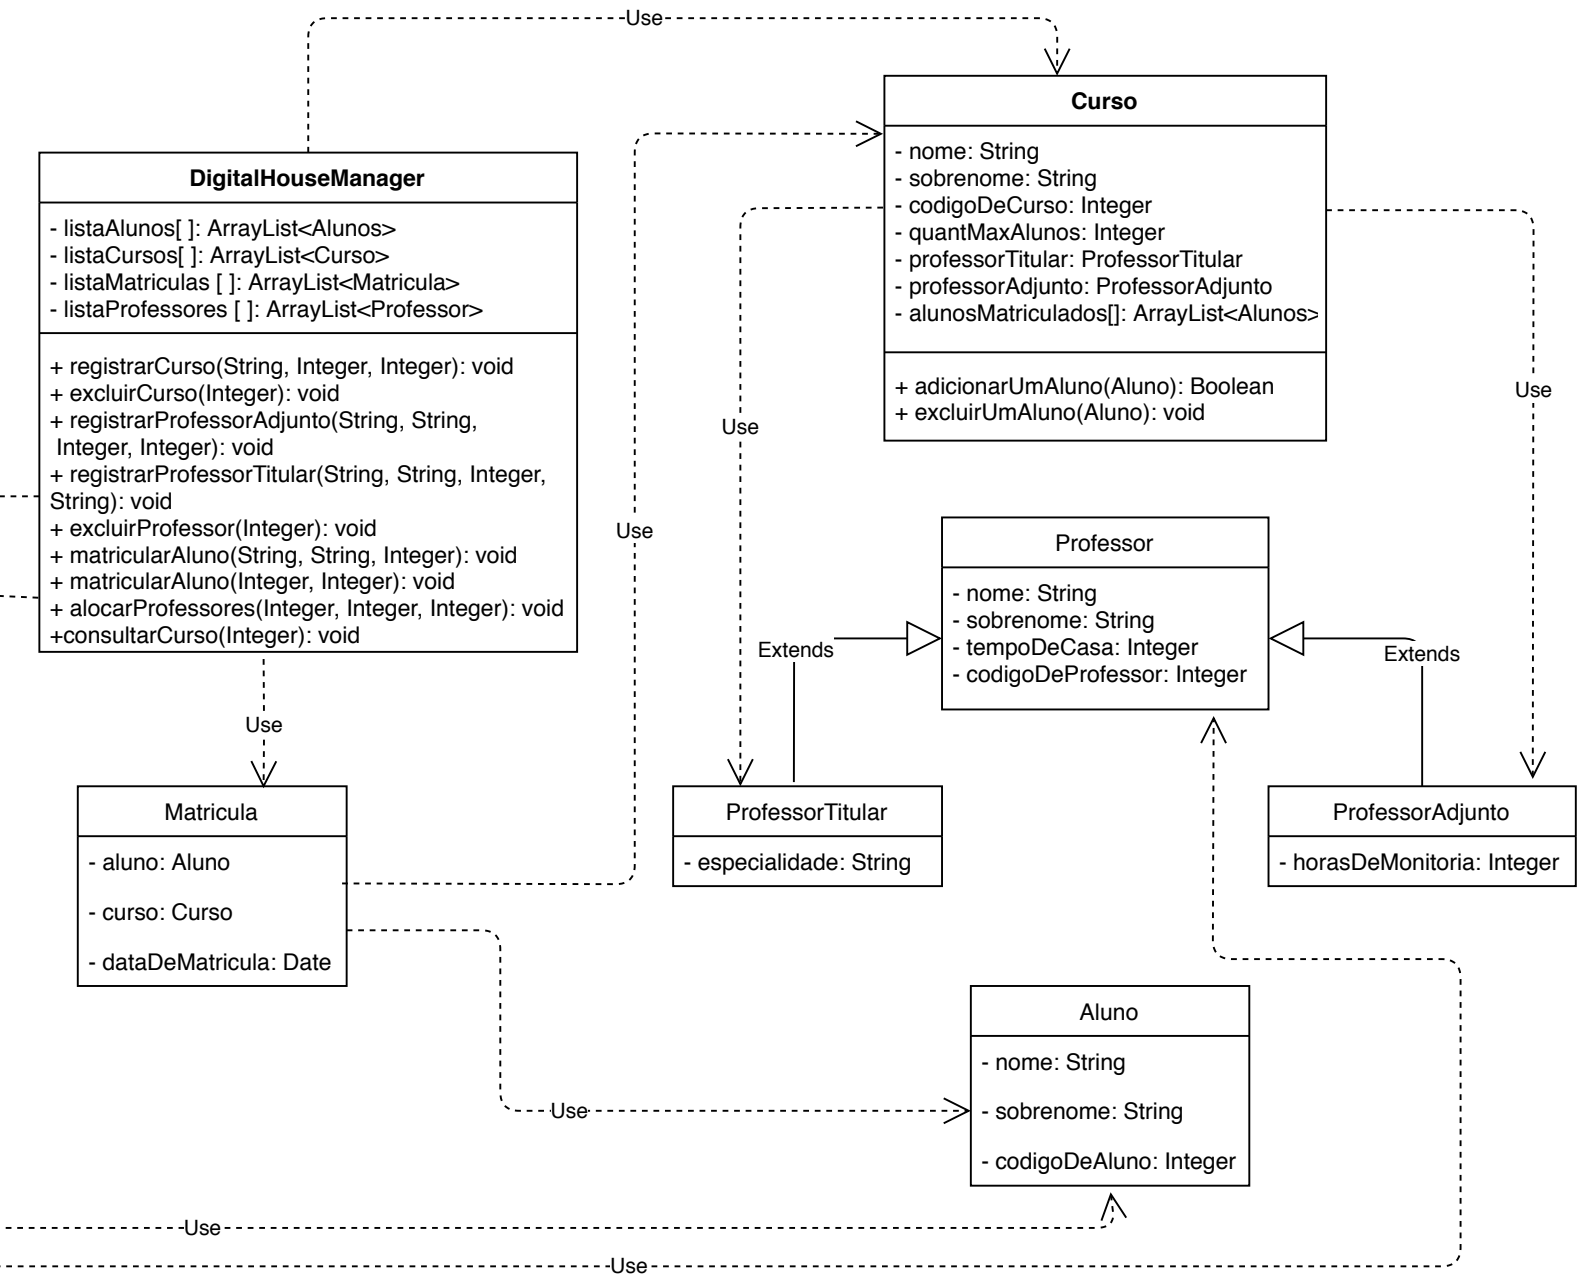 Use
Curso
- nome: String
- sobrenome: String
- codigoDeCurso: Integer
- quantMaxAlunos: Integer
- professorTitular: ProfessorTitular
- professorAdjunto: ProfessorAdjunto
- alunosMatriculados[]: ArrayList<Alunos>
+ adicionarUmAluno(Aluno): Boolean
+ excluirUmAluno(Aluno): void
DigitalHouseManager
- listaAlunos[ ]: ArrayList<Alunos>
- listaCursos[ ]: ArrayList<Curso>
- listaMatriculas [ ]: ArrayList<Matricula>
- listaProfessores [ ]: ArrayList<Professor>
+ registrarCurso(String, Integer, Integer): void
+ excluirCurso(Integer): void
+ registrarProfessorAdjunto(String, String,
Integer, Integer): void
+ registrarProfessorTitular(String, String, Integer,
String): void
+ excluirProfessor(Integer): void
+ matricularAluno(String, String, Integer): void
+ matricularAluno(Integer, Integer): void
+ alocarProfessores(Integer, Integer, Integer): void
+consultarCurso(Integer): void
Use
Use
Use
Professor
- nome: String
- sobrenome: String
- tempoDeCasa: Integer
- codigoDeProfessor: Integer
Extends
Extends
Use
Matricula
- aluno: Aluno
- curso: Curso
- dataDeMatricula: Date
ProfessorTitular
- especialidade: String
ProfessorAdjunto
- horasDeMonitoria: Integer
Aluno
- nome: String
- sobrenome: String
- codigoDeAluno: Integer
Use
Use
Use